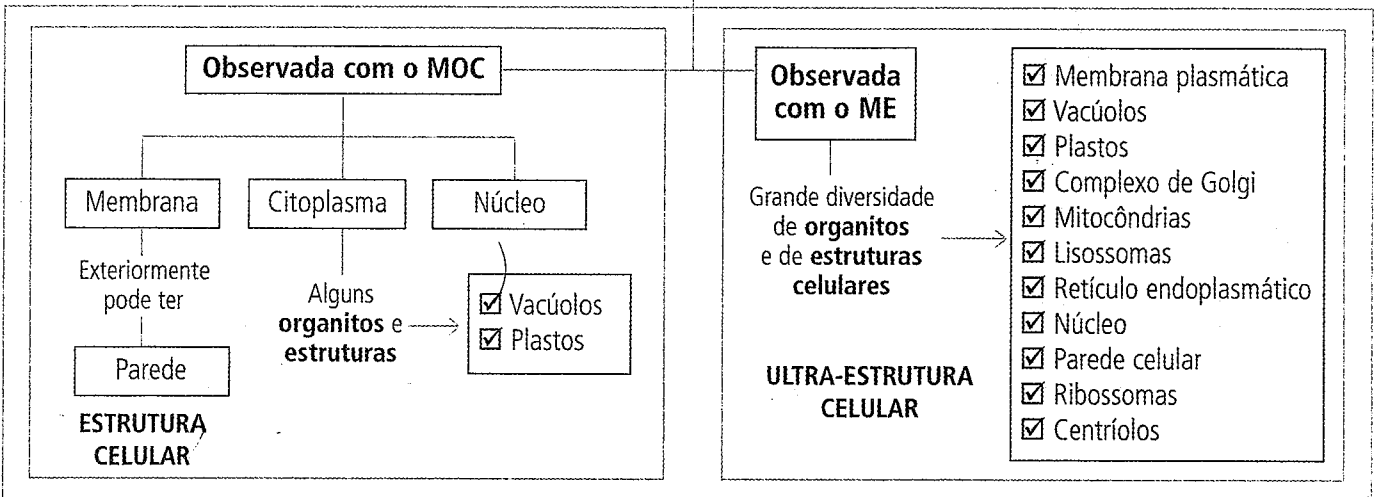 Observada com o MOC
Membrana
Citoplasma
Núcleo
Exteriormente
pode ter
Parede
Alguns
organitos e
estruturas
☑ Vacúolos
☑ Plastos
ESTRUTURA
CELULAR
Observada
com o ME
Grande diversidade
de organitos
e de estruturas
celulares
ULTRA-ESTRUTURA
CELULAR
☑ Membrana plasmática
☑ Vacúolos
☑ Plastos
☑ Complexo de Golgi
☑ Mitocôndrias
☑ Lisossomas
☑ Retículo endoplasmático
☑ Núcleo
☑ Parede celular
☑ Ribossomas
☑ Centríolos